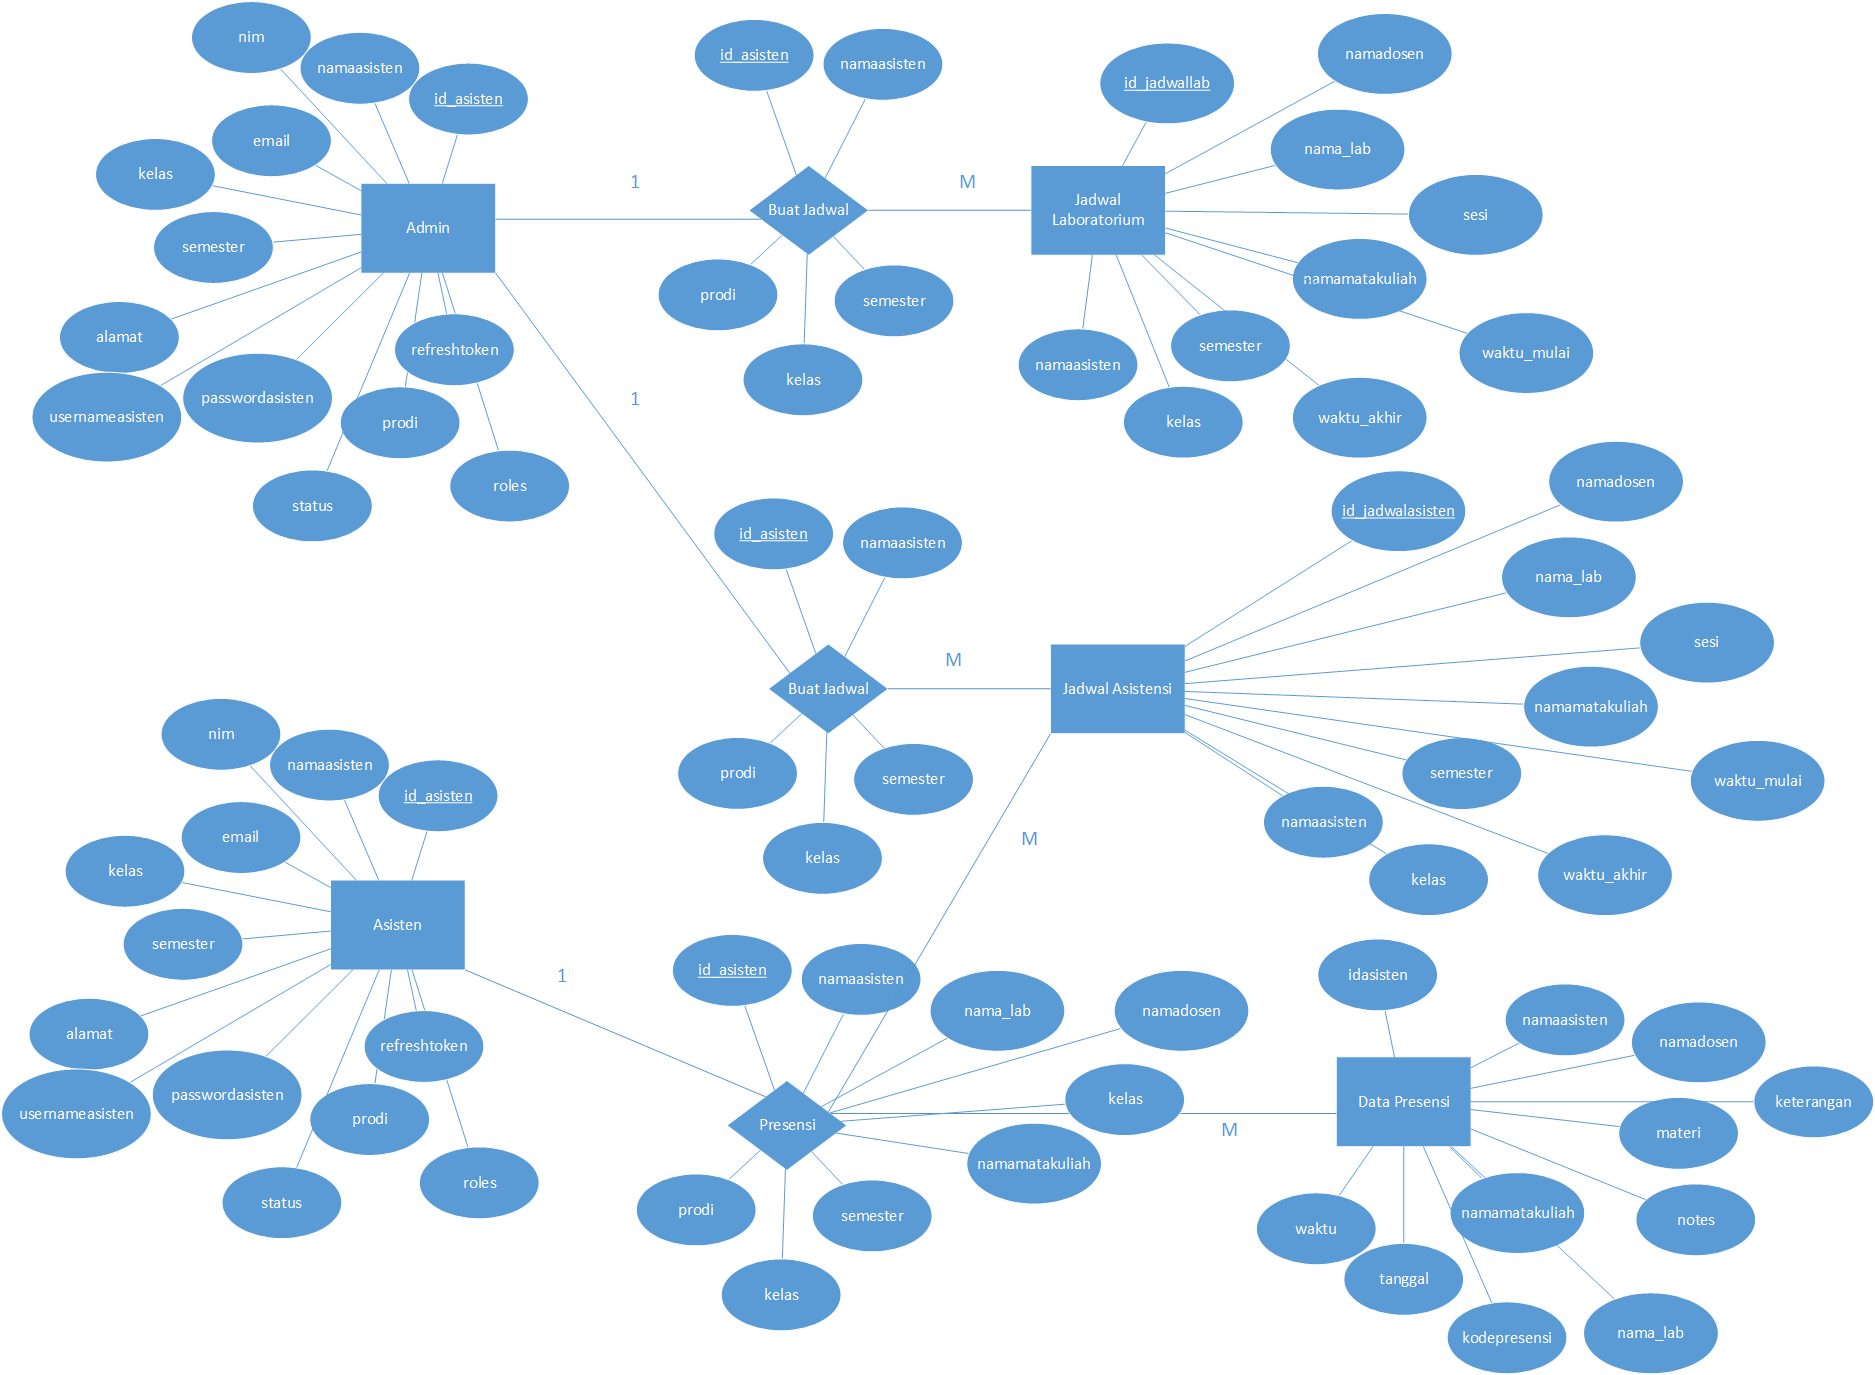 nim
namaasisten
id_asisten
email
kelas
semester
Admin
alamat
usernameasisten
passwordasisten
refreshtoken
prodi
status
roles
1
1
id_asisten
namaasisten
Buat Jadwal
prodi
semester
kelas
M
id_jadwallab
namadosen
nama_lab
Jadwal
Laboratorium
sesi
namamatakuliah
waktu_mulai
semester
namaasisten
waktu_akhir
kelas
id_asisten
namaasisten
Buat Jadwal
prodi
semester
kelas
M
id_jadwalasisten
namadosen
nama_lab
sesi
Jadwal Asistensi
namamatakuliah
semester
waktu_mulai
namaasisten
waktu_akhir
kelas
M
nim
namaasisten
id_asisten
email
kelas
Asisten
semester
alamat
refreshtoken
usernameasisten
passwordasisten
prodi
status
roles
1
id_asisten
namaasisten
nama_lab
namadosen
kelas
Presensi
namamatakuliah
prodi
semester
kelas
M
idasisten
namaasisten
namadosen
Data Presensi
keterangan
materi
notes
namamatakuliah
waktu
tanggal
kodepresensi
nama_lab